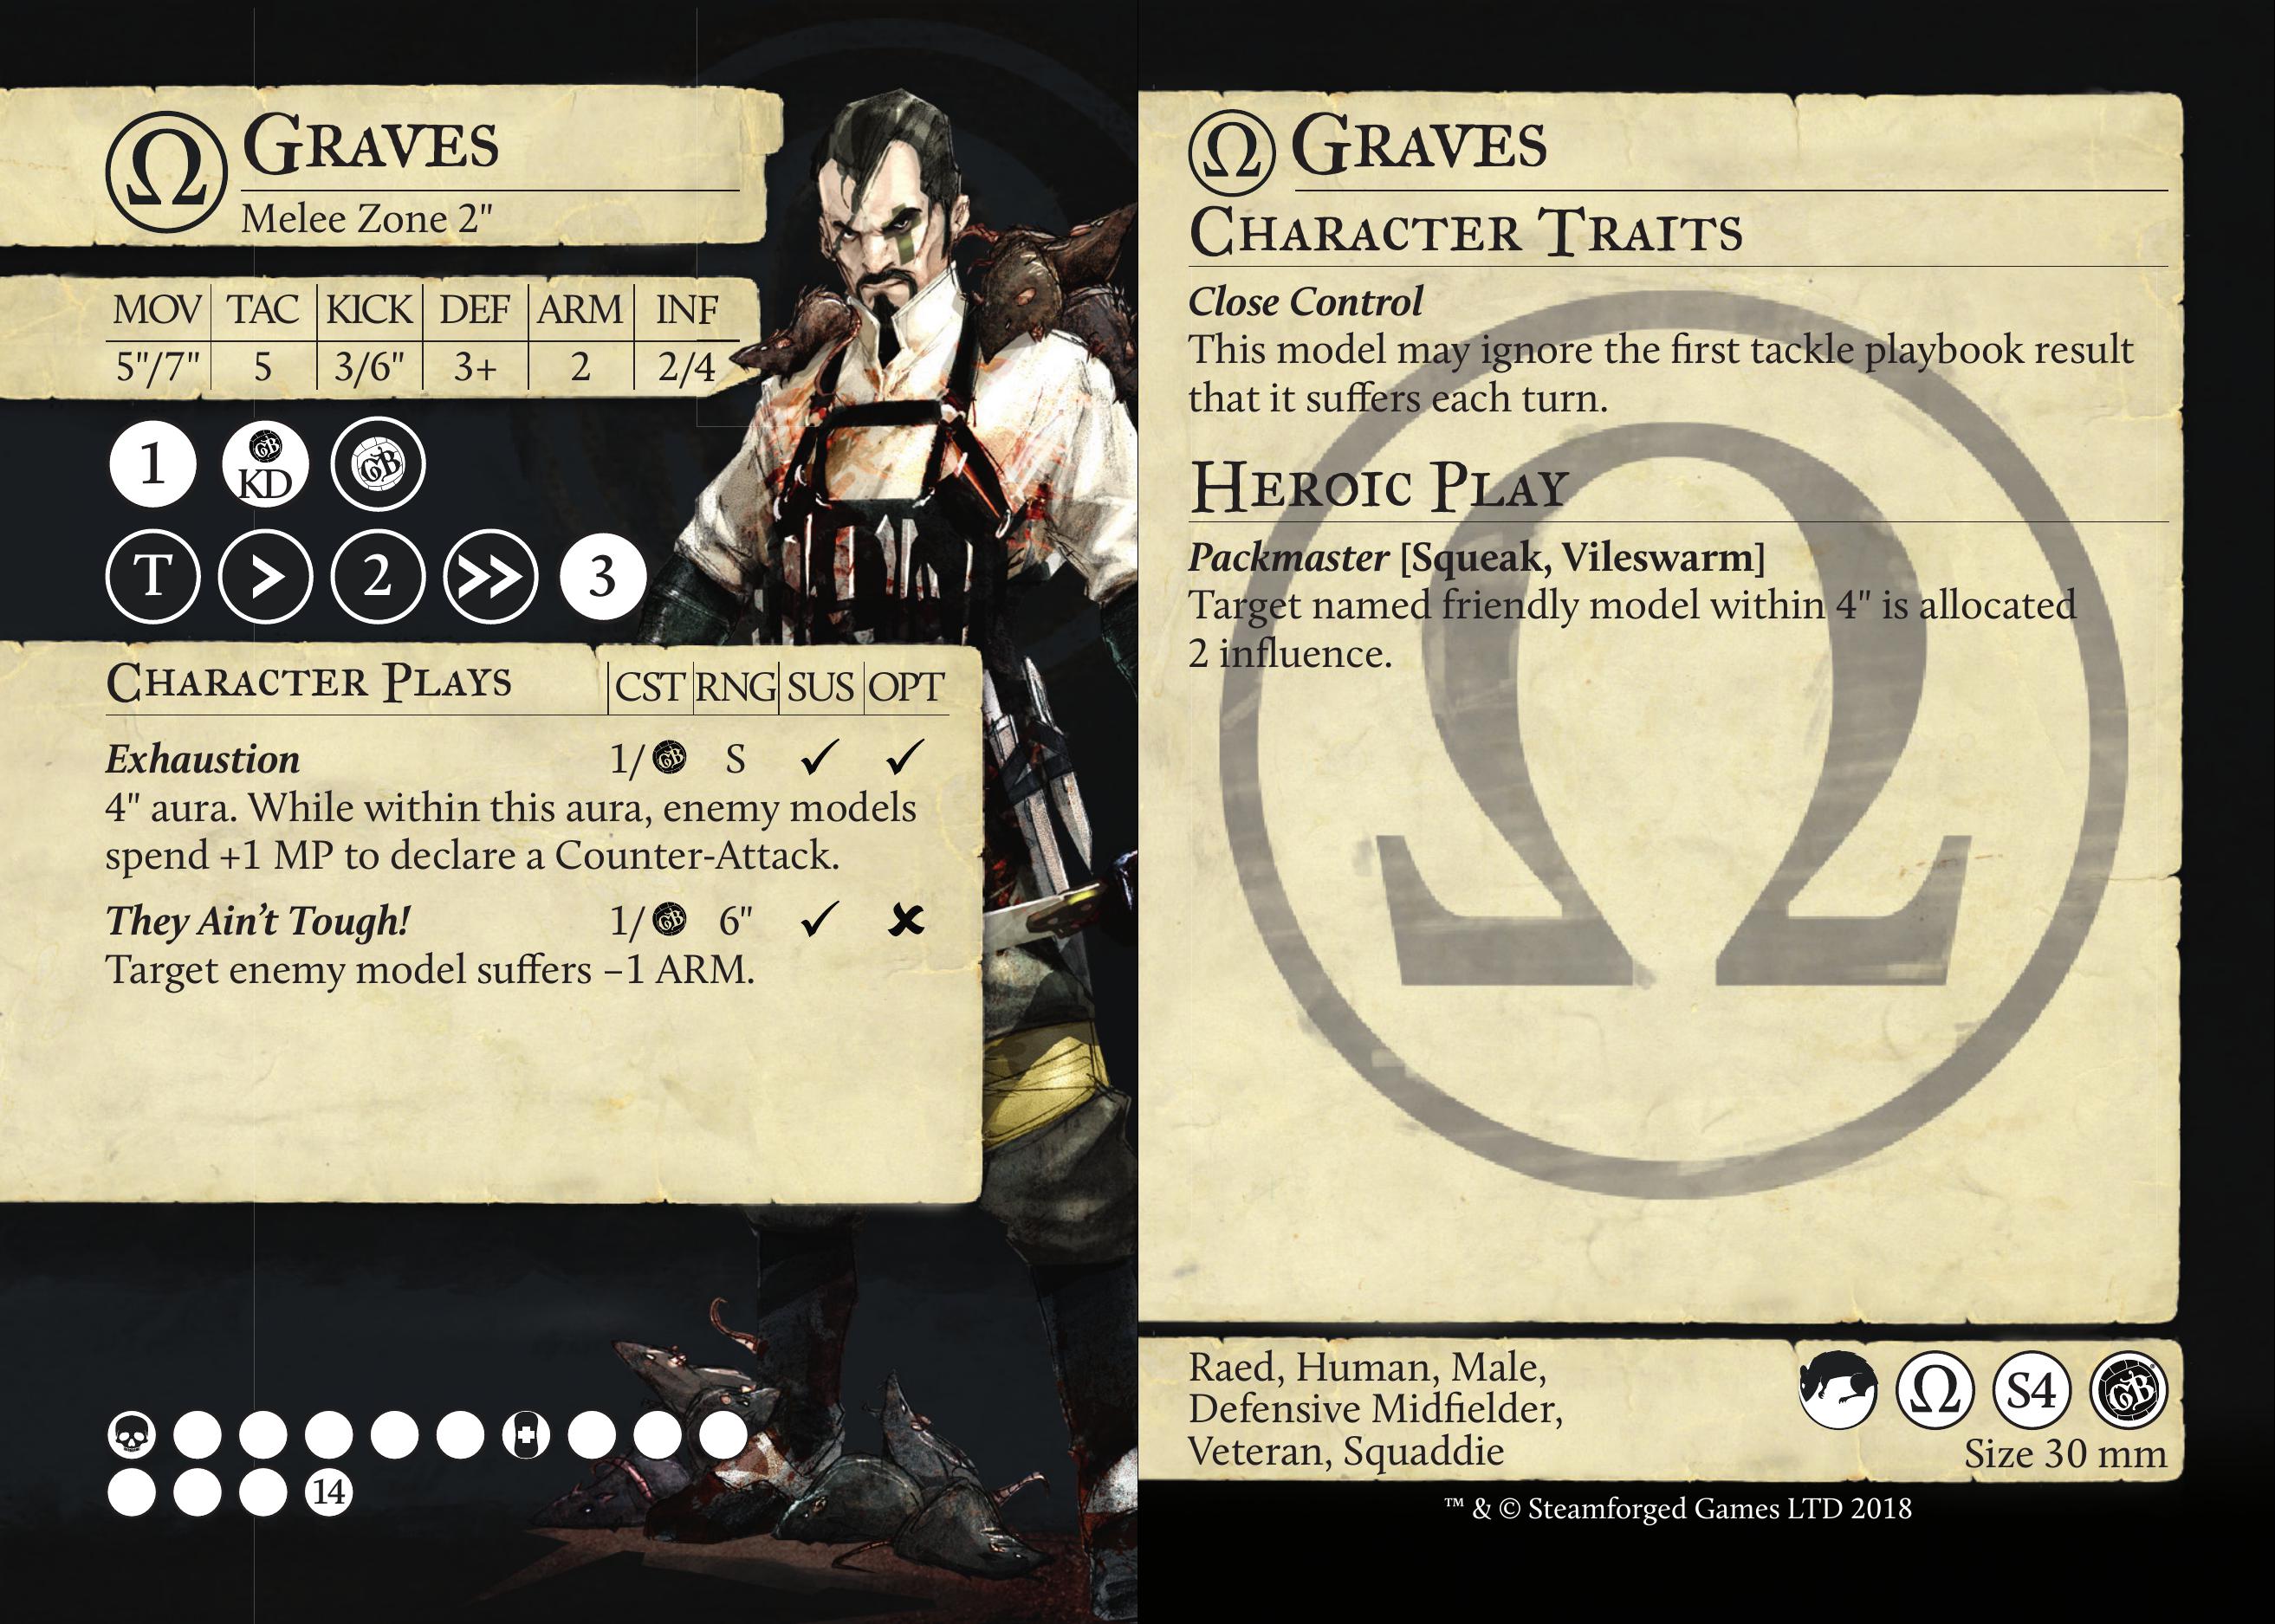 Ω GRAVES
Melee Zone 2"
MOV TAC KICK DEF ARM INF
5"/7" 5 3/6" 3+ 2 2/4
1 GB KD GB
T > 2 >> 3
CHARACTER PLAYS CST RNG SUS OPT
Exhaustion 1/GB S ✓ ✓
4" aura. While within this aura, enemy models
spend +1 MP to declare a Counter-Attack.
They Ain't Tough! 1/GB 6" ✓ ✘
Target enemy model suffers –1 ARM.
14
Ω GRAVES
CHARACTER TRAITS
Close Control
This model may ignore the first tackle playbook result
that it suffers each turn.
HEROIC PLAY
Packmaster [Squeak, Vileswarm]
Target named friendly model within 4" is allocated
2 influence.
Raed, Human, Male,
Defensive Midfielder,
Veteran, Squaddie
Ω S4 GB
Size 30 mm
™ & © Steamforged Games LTD 2018